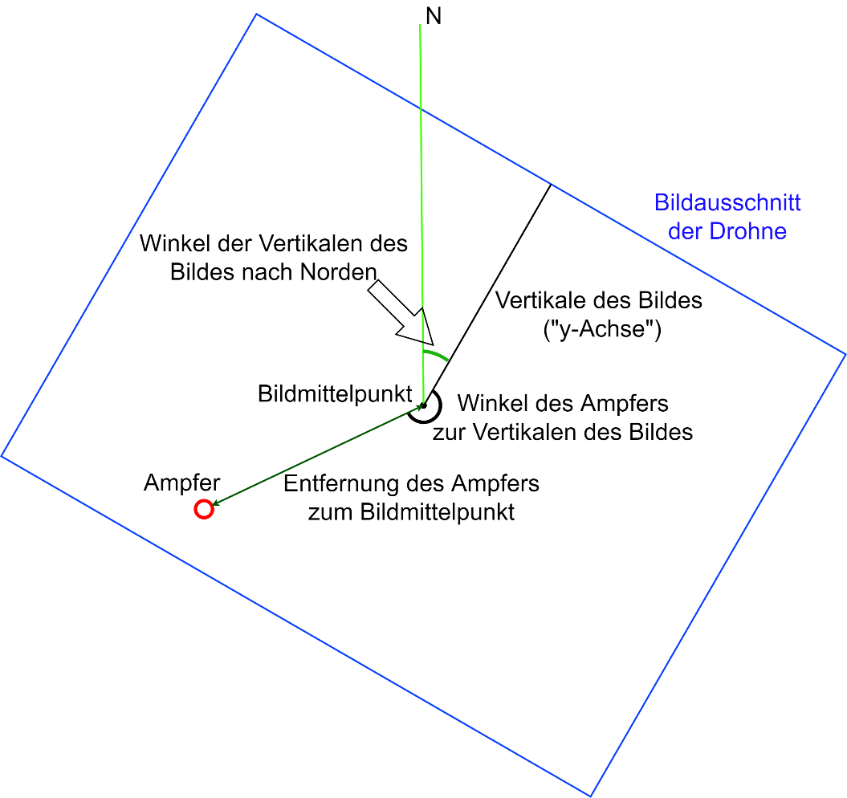 N
Bildausschnitt
der Drohne
Winkel der Vertikalen des
Bildes nach Norden
Vertikale des Bildes
("y-Achse")
Bildmittelpunkt
Winkel des Ampfers
zur Vertikalen des Bildes
Ampfer
Entfernung des Ampfers
zum Bildmittelpunkt